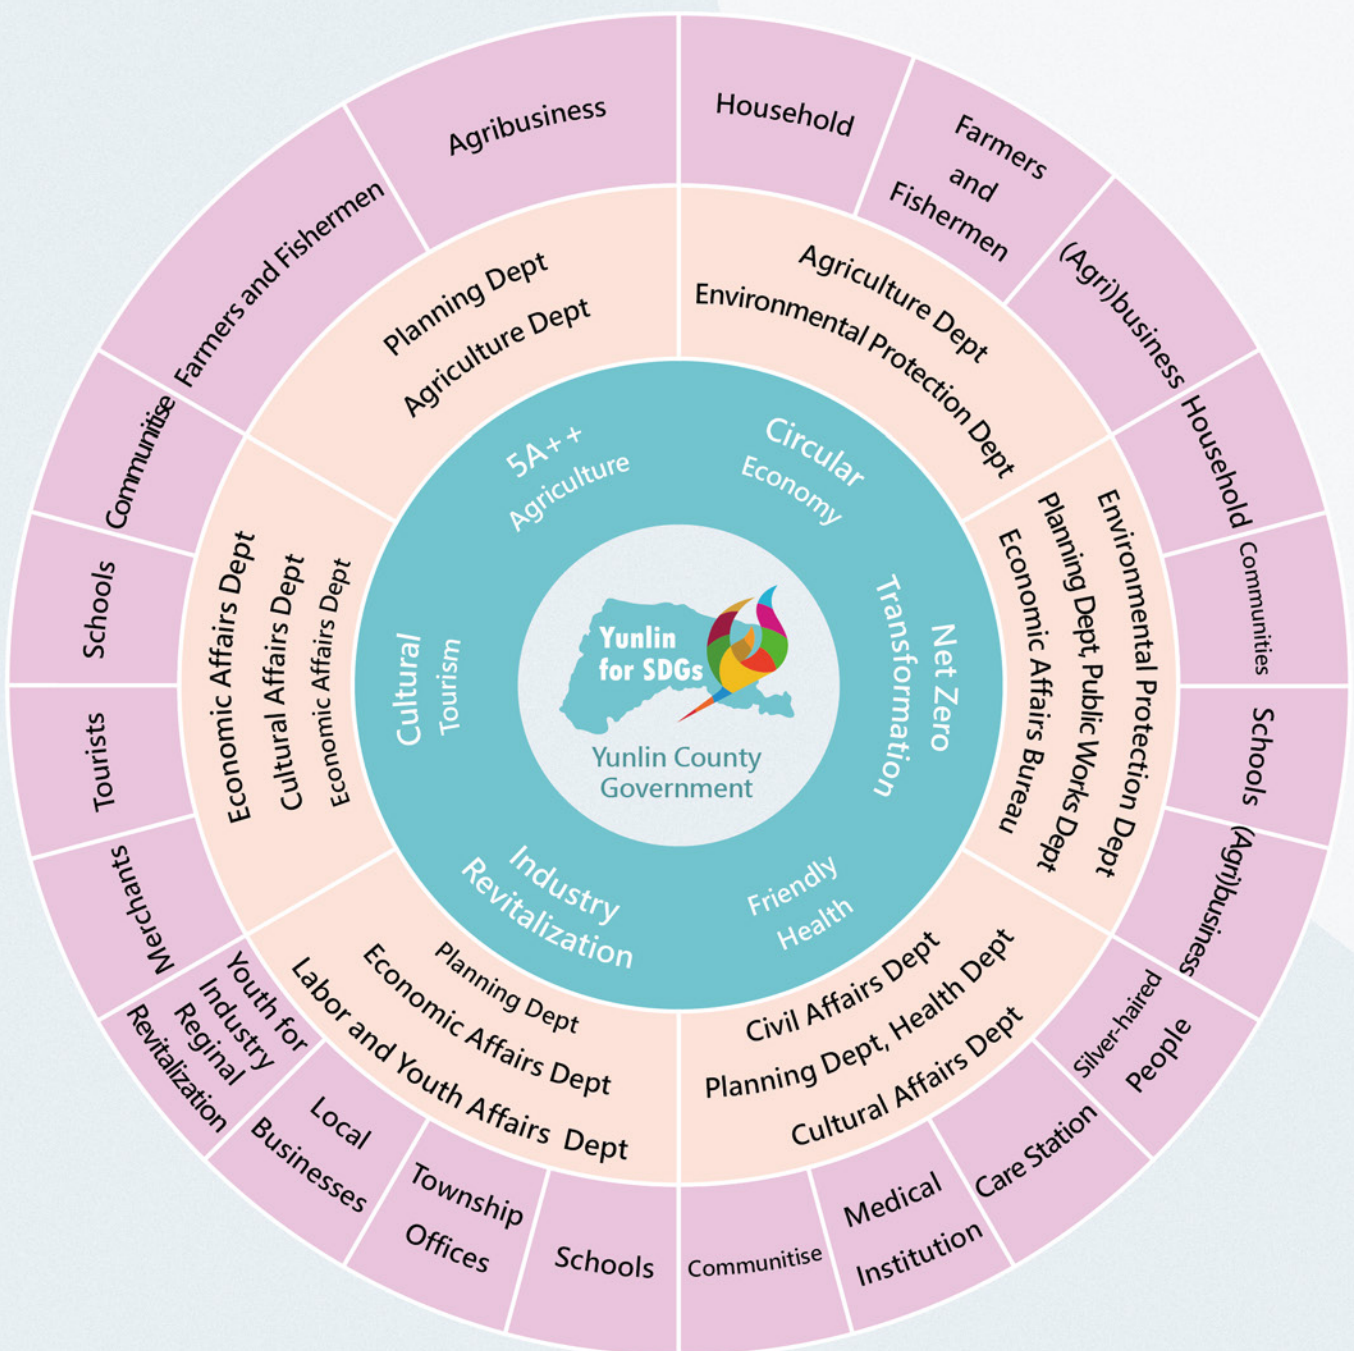 Yunlin
for SDGs
Yunlin County
Government
Circular
Economy
Net Zero
Transformation
Friendly
Health
Industry
Revitalization
Cultural
Tourism
5A++
Agriculture
Agriculture Dept
Environmental Protection Dept
Environmental Protection Dept
Planning Dept, Public Works Dept
Economic Affairs Bureau
Civil Affairs Dept
Planning Dept, Health Dept
Cultural Affairs Dept
Planning Dept
Economic Affairs Dept
Labor and Youth Affairs Dept
Economic Affairs Dept
Cultural Affairs Dept
Economic Affairs Dept
Planning Dept
Agriculture Dept
Household
Farmers
and
Fishermen
(Agri)business
Household
Communities
Schools
(Agri)business
Silver-haired
People
Care Station
Medical
Institution
Communitise
Schools
Township
Offices
Local
Businesses
Youth for
Industry
Reginal
Revitalization
Merchants
Tourists
Schools
Communitise
Farmers and Fishermen
Agribusiness